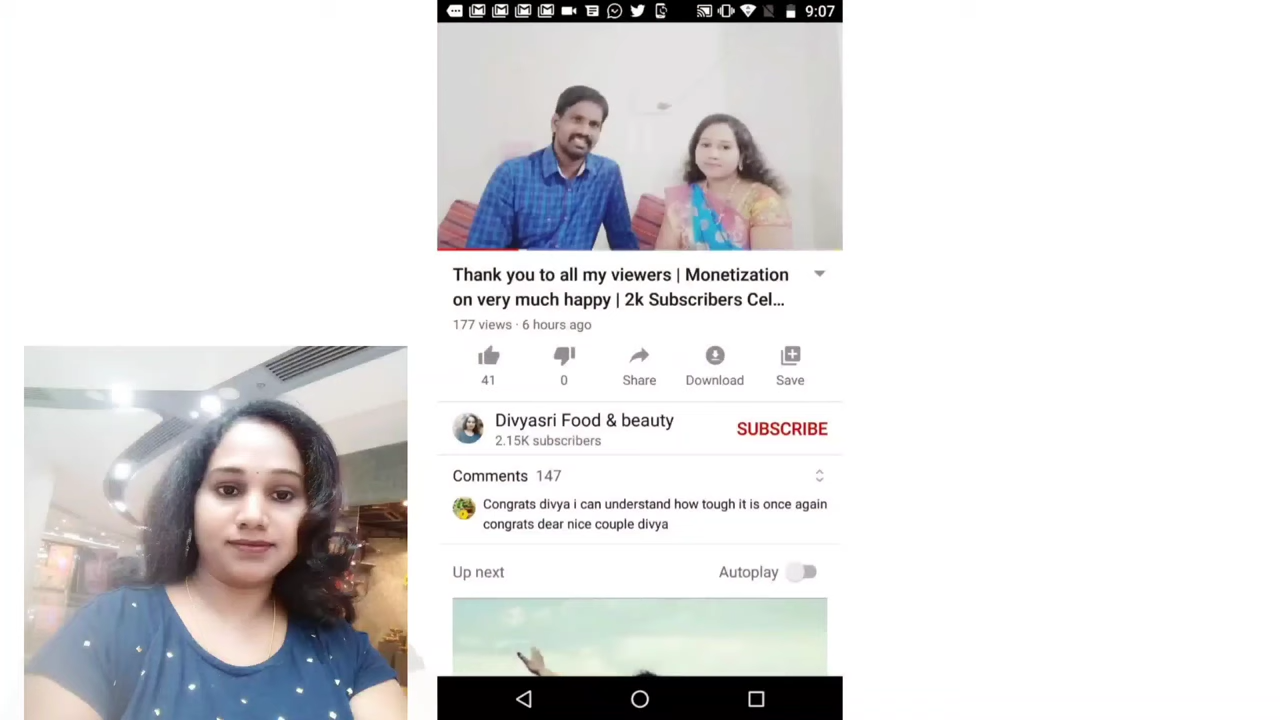 9:07
Thank you to all my viewers | Monetization
on very much happy | 2k Subscribers Cel...
177 views · 6 hours ago
41 0 Share Download Save
Divyasri Food & beauty
2.15K subscribers
SUBSCRIBE
Comments 147
Congrats divya i can understand how tough it is once again
congrats dear nice couple divya
Up next Autoplay